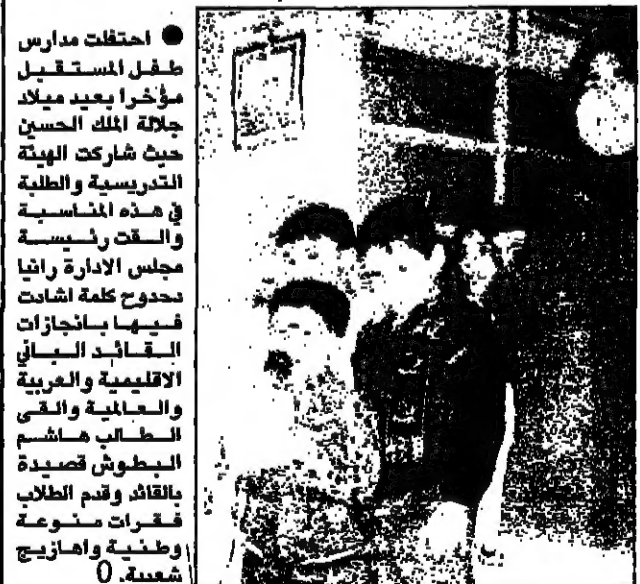 ● احتفلت مدارس
طفل المستقبل
مؤخرا بعيد ميلاد
جلالة الملك الحسين
حيث شاركت الهيئة
التدريسية والطلبة
في هذه المناسبة
والقت رئيسة
مجلس الادارة رانيا
دحدوح كلمة اشادت
فيها بانجازات
القائد الباني
الاقليمية والعربية
والعالمية والقى
الطالب هاشم
البطوش قصيدة
بالقائد وقدم الطلاب
فقرات منوعة
وطنية واهازيج
شعبية. ()